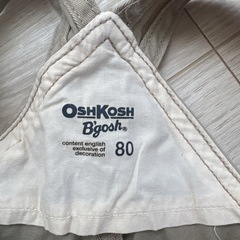 OSHKOSH
B'gosh®
content english
exclusive of
decoration
80